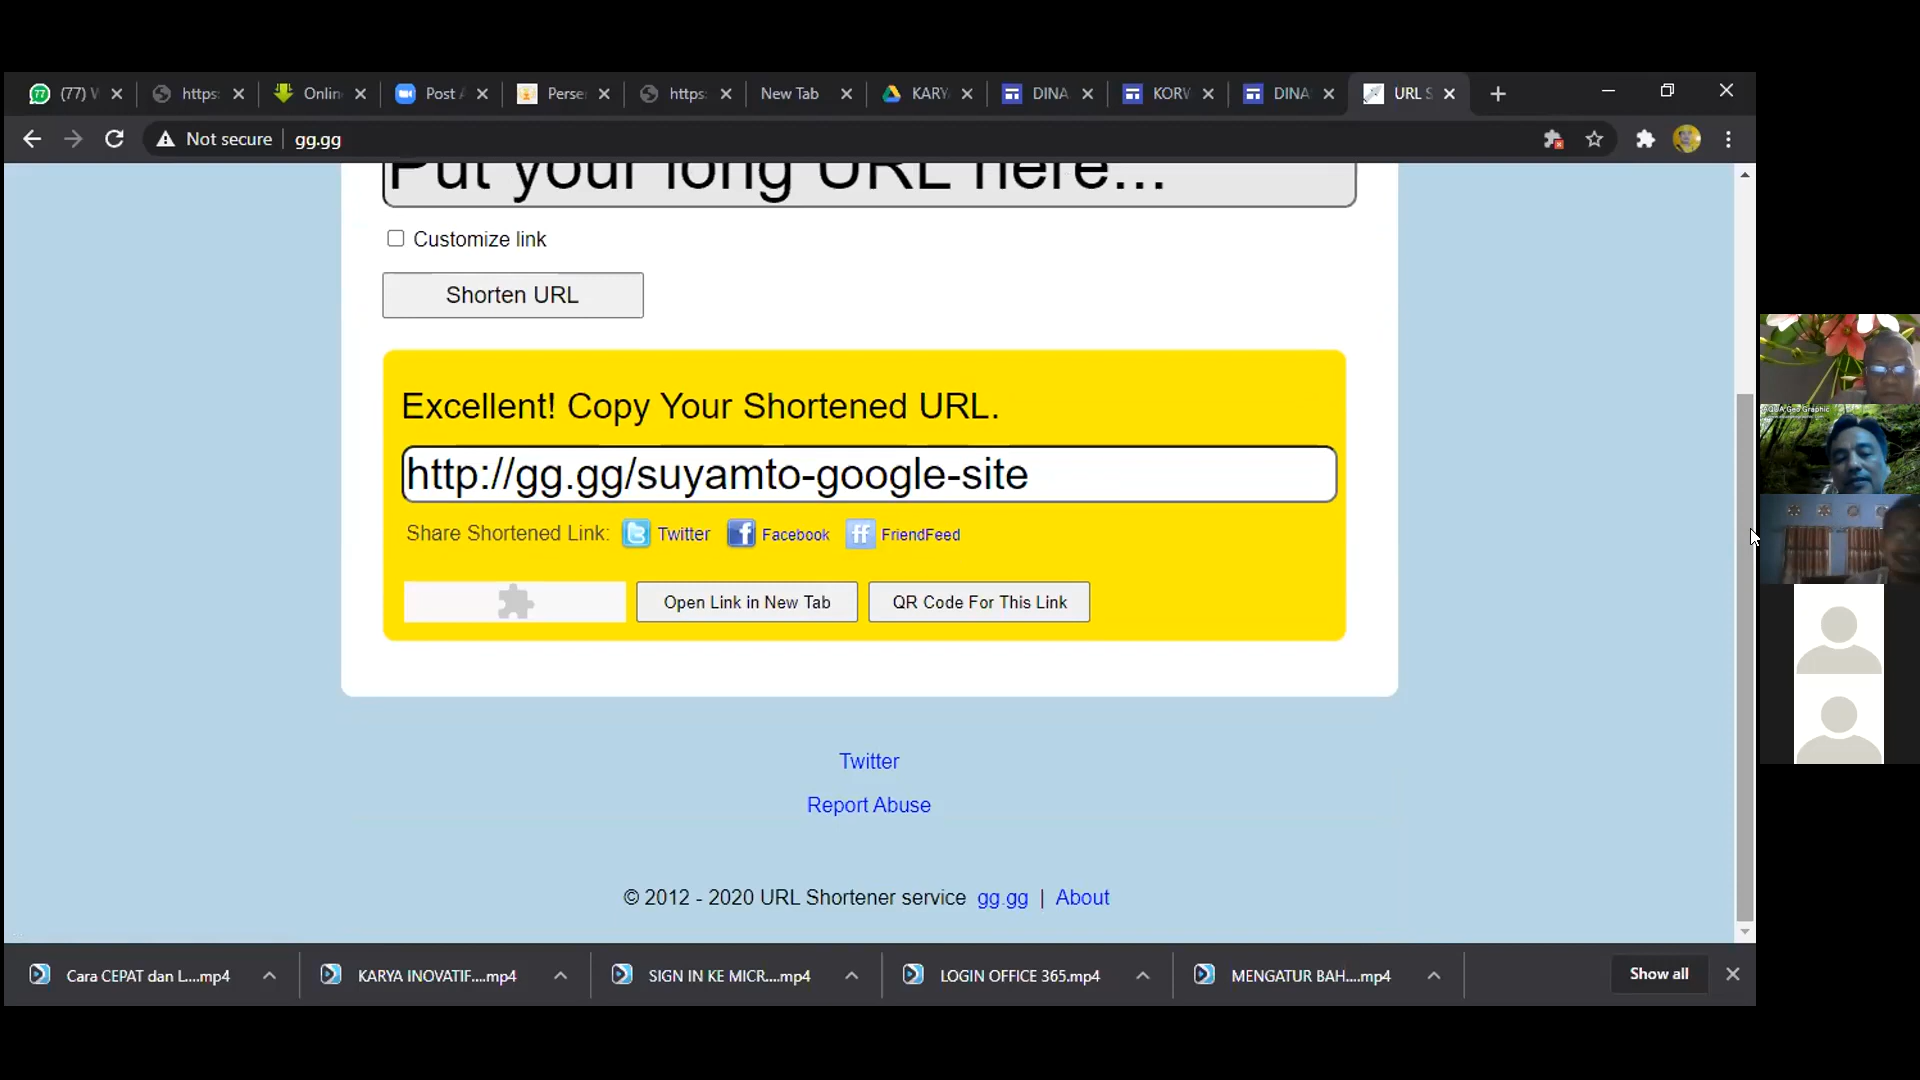 (77) W
https:
Onlin
Post A
Perse
https:
New Tab
KARY
DINA
KORV
DINA
URL S
Not secure
gg.gg
Put your long URL here...
Customize link
Shorten URL
AQUA Geo Graphic
Excellent! Copy Your Shortened URL.
http://gg.gg/suyamto-google-site
Share Shortened Link: Twitter Facebook FriendFeed
Open Link in New Tab
QR Code For This Link
Twitter
Report Abuse
© 2012 - 2020 URL Shortener service gg.gg | About
Cara CEPAT dan L....mp4
KARYA INOVATIF....mp4
SIGN IN KE MICR....mp4
LOGIN OFFICE 365.mp4
MENGATUR BAH....mp4
Show all